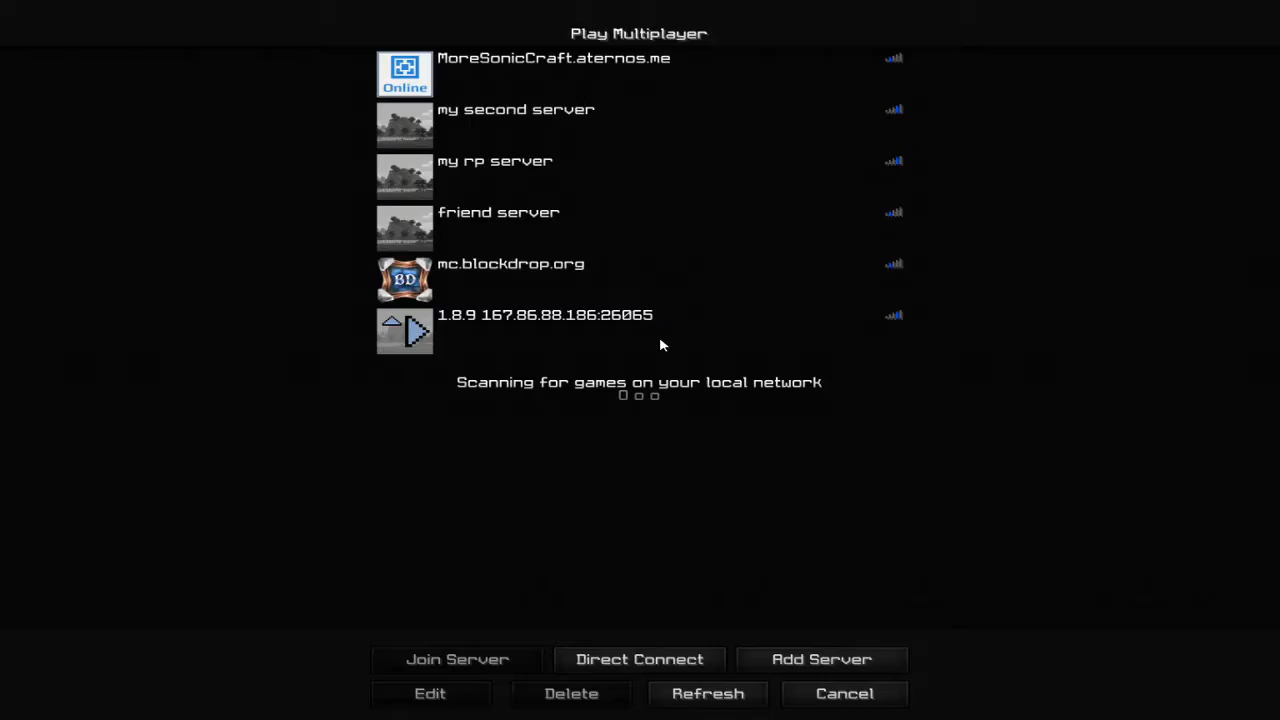 Play Multiplayer
MoreSonicCraft.aternos.me
Online
my second server
my rp server
friend server
mc.blockdrop.org
BD
1.8.9 167.86.88.186:26065
Scanning for games on your local network
O o o
Join Server
Direct Connect
Add Server
Edit
Delete
Refresh
Cancel